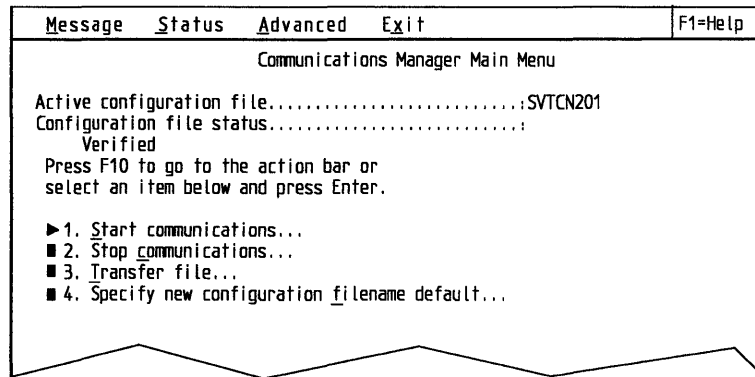 Message Status Advanced Exit F1=Help
Communications Manager Main Menu
Active configuration file..........................:SVTCN201
Configuration file status..........................:
Verified
Press F10 to go to the action bar or
select an item below and press Enter.
►1. Start communications...
■ 2. Stop communications...
■ 3. Transfer file...
■ 4. Specify new configuration filename default...